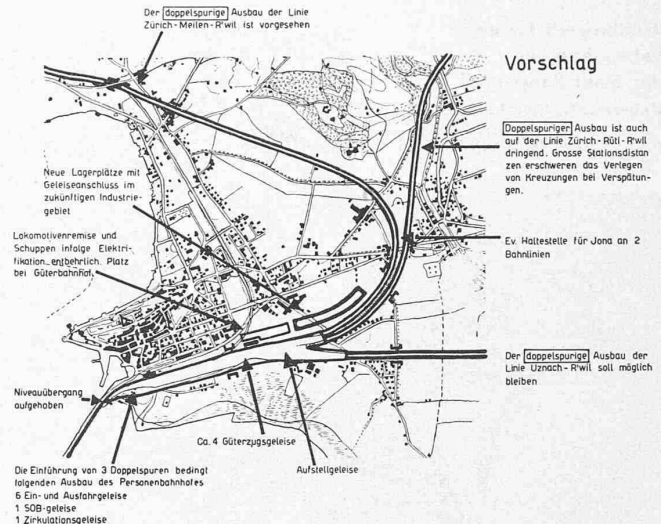 Der doppelspurige Ausbau der Linie
Zürich-Meilen-R'wil ist vorgesehen
Vorschlag
Doppelspuriger Ausbau ist auch
auf der Linie Zürich-Rüti-R'wil
dringend. Grosse Stationsdistan
zen erschweren das Verlegen
von Kreuzungen bei Verspätun-
gen.
Neue Lagerplätze mit
Geleiseanschluss im
zukünftigen Industrie-
gebiet
Lokomotivenremise und
Schuppen infolge Elektri-
fikation entbehrlich. Platz
bei Güterbahnhof.
Ev. Haltestelle für Jona an 2
Bahnlinien
Der doppelspurige Ausbau der
Linie Uznach-R'wil soll möglich
bleiben
Niveauübergang
aufgehoben
Ca. 4 Güterzugsgeleise
Aufstellgeleise
Die Einführung von 3 Doppelspuren bedingt
folgenden Ausbau des Personenbahnhofes
6 Ein- und Ausfahrgeleise
1 SOB-geleise
1 Zirkulationsgeleise